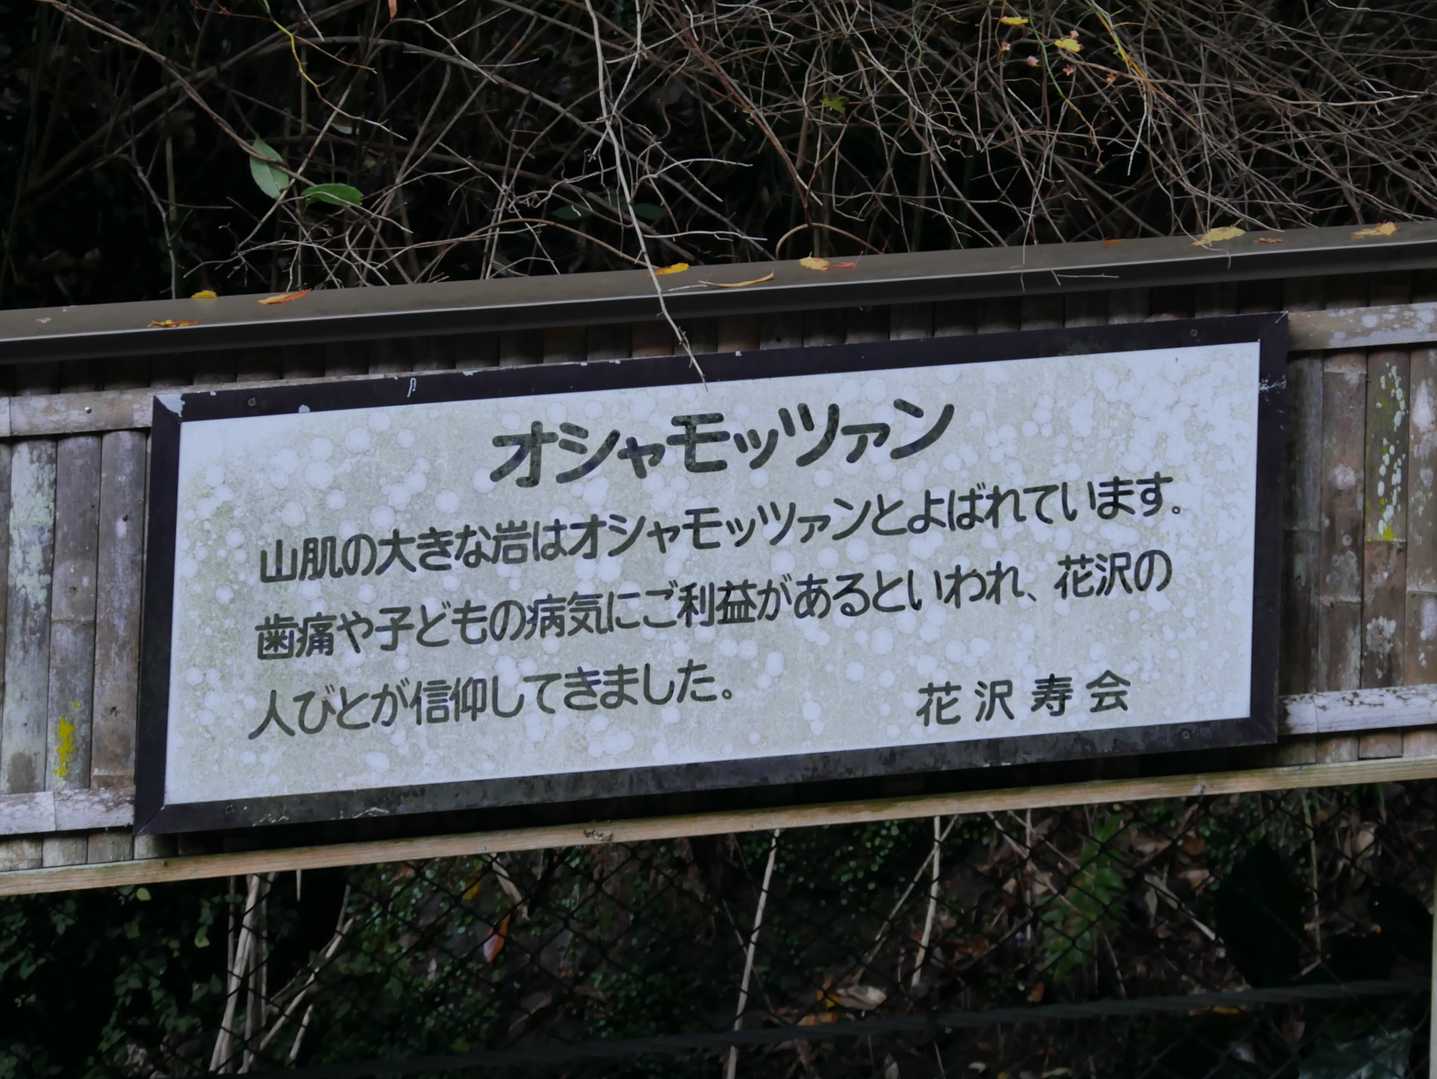 オシャモッツァン
山肌の大きな岩はオシャモッツァンとよばれています。
歯痛や子どもの病気にご利益があるといわれ、花沢の
人びとが信仰してきました。
花沢寿会